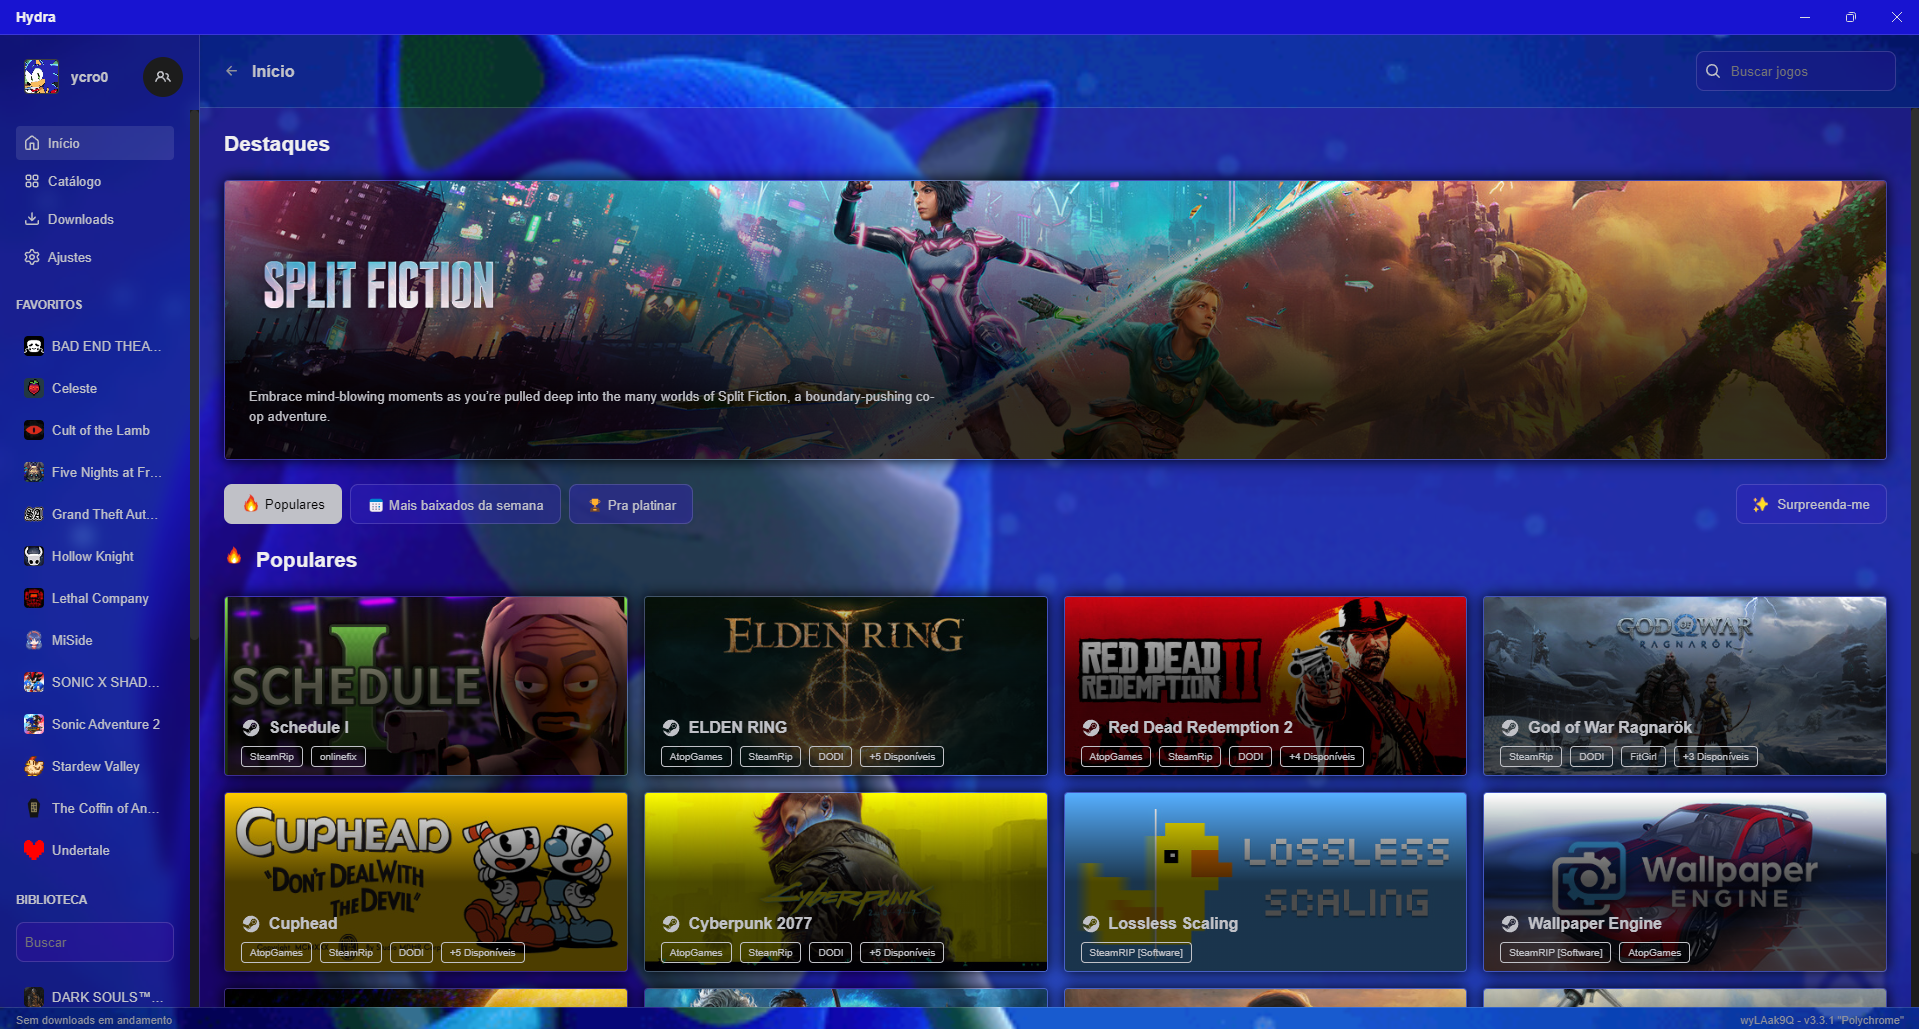 Hydra
ycro0
Início
Catálogo
Downloads
Ajustes
FAVORITOS
BAD END THEA...
Celeste
Cult of the Lamb
Five Nights at Fr...
Grand Theft Aut...
Hollow Knight
Lethal Company
MiSide
SONIC X SHAD...
Sonic Adventure 2
Stardew Valley
The Coffin of An...
Undertale
BIBLIOTECA
Buscar
DARK SOULS™...
Início
Buscar jogos
Destaques
SPLIT FICTION
Embrace mind-blowing moments as you're pulled deep into the many worlds of Split Fiction, a boundary-pushing co-
op adventure.
Populares
Mais baixados da semana
Pra platinar
Surpreenda-me
Populares
SCHEDULE I
Schedule I
SteamRip
onlinefix
ELDEN RING
ELDEN RING
AtopGames
SteamRip
DODI
+5 Disponíveis
RED DEAD
REDEMPTION II
Red Dead Redemption 2
AtopGames
SteamRip
DODI
+4 Disponíveis
GOD OF WAR
RAGNARÖK
God of War Ragnarök
SteamRip
DODI
FitGirl
+3 Disponíveis
CUPHEAD
"DON'T DEAL WITH
THE DEVIL"
Cuphead
AtopGames
SteamRip
DODI
+5 Disponíveis
CYBERPUNK
Cyberpunk 2077
AtopGames
SteamRip
DODI
+5 Disponíveis
LOSSLESS
SCALING
Lossless Scaling
SteamRIP [Software]
Wallpaper
ENGINE
Wallpaper Engine
SteamRIP [Software]
AtopGames
Sem downloads em andamento
wyLAak9Q - v3.3.1 "Polychrome"